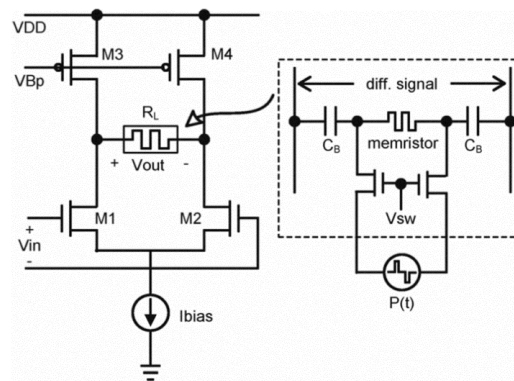 VDD
M3
M4
VBp
RL
+ Vout -
M1
M2
+
Vin
-
Ibias
diff. signal
CB
memristor
CB
Vsw
P(t)